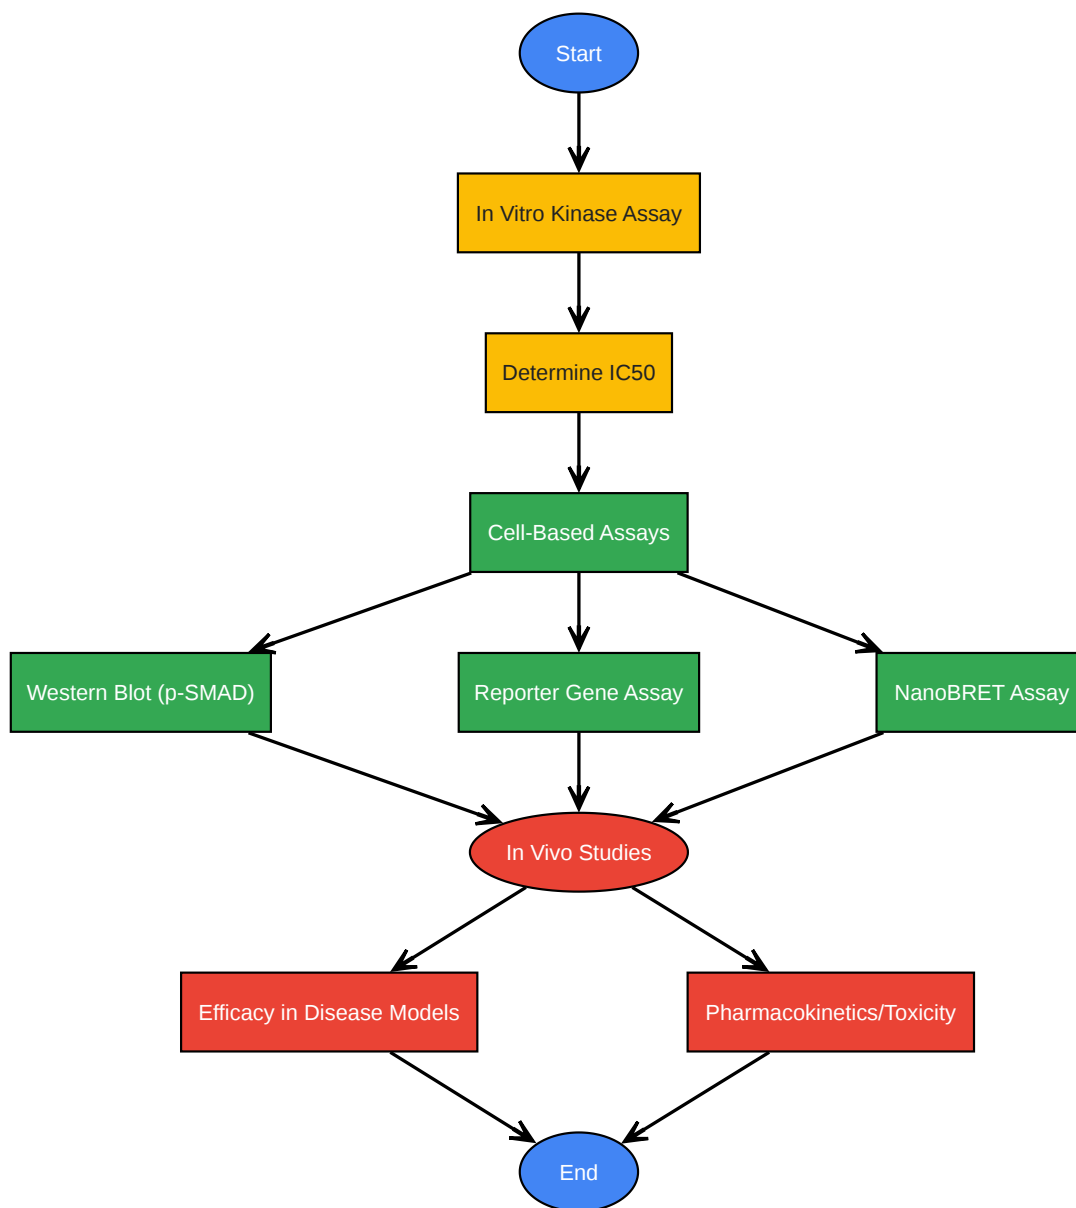 Start
In Vitro Kinase Assay
Determine IC50
Cell-Based Assays
Western Blot (p-SMAD)
Reporter Gene Assay
NanoBRET Assay
In Vivo Studies
Efficacy in Disease Models
Pharmacokinetics/Toxicity
End